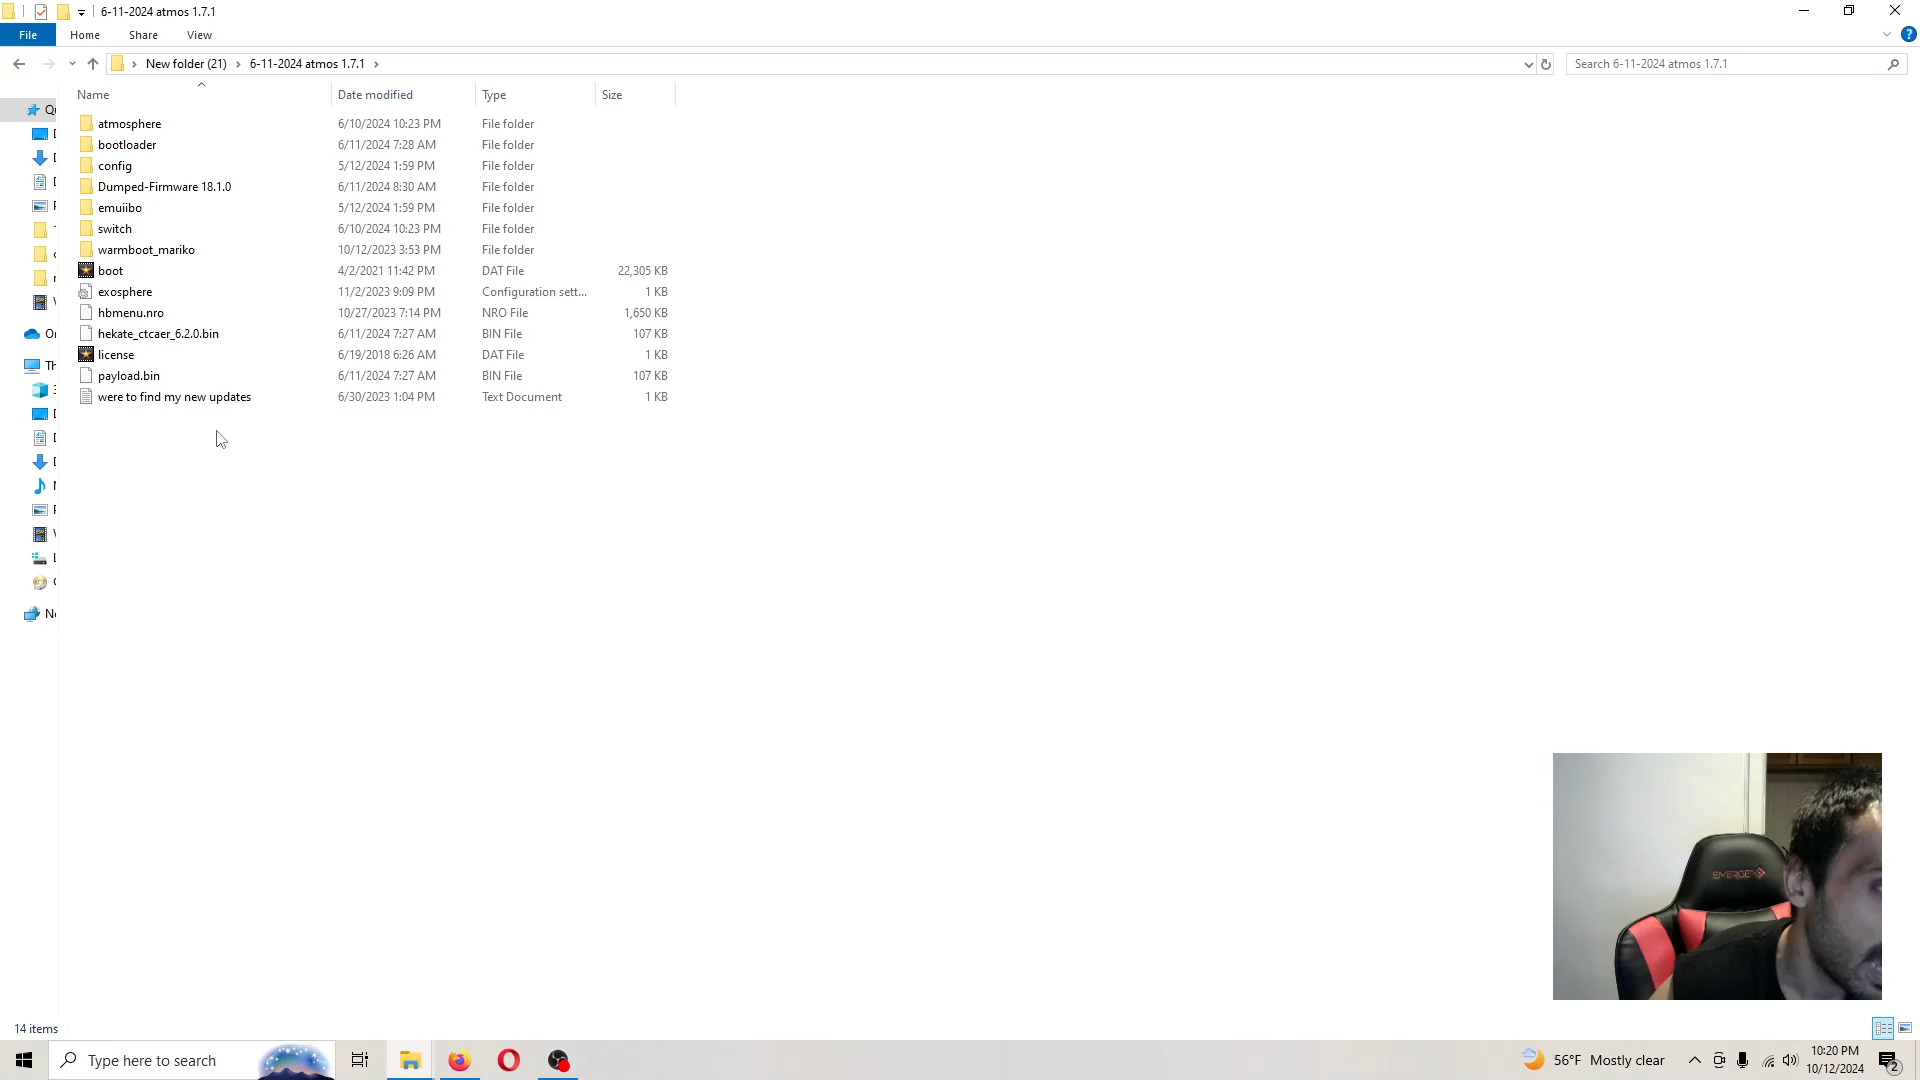 6-11-2024 atmos 1.7.1
File Home Share View
New folder (21) 6-11-2024 atmos 1.7.1
Search 6-11-2024 atmos 1.7.1
Name Date modified Type Size
atmosphere 6/10/2024 10:23 PM File folder
bootloader 6/11/2024 7:28 AM File folder
config 5/12/2024 1:59 PM File folder
Dumped-Firmware 18.1.0 6/11/2024 8:30 AM File folder
emuiibo 5/12/2024 1:59 PM File folder
switch 6/10/2024 10:23 PM File folder
warmboot_mariko 10/12/2023 3:53 PM File folder
boot 4/2/2021 11:42 PM DAT File 22,305 KB
exosphere 11/2/2023 9:09 PM Configuration sett... 1 KB
hbmenu.nro 10/27/2023 7:14 PM NRO File 1,650 KB
hekate_ctcaer_6.2.0.bin 6/11/2024 7:27 AM BIN File 107 KB
license 6/19/2018 6:26 AM DAT File 1 KB
payload.bin 6/11/2024 7:27 AM BIN File 107 KB
were to find my new updates 6/30/2023 1:04 PM Text Document 1 KB
EMERGE
14 items
Type here to search
56°F Mostly clear
10:20 PM
10/12/2024
2